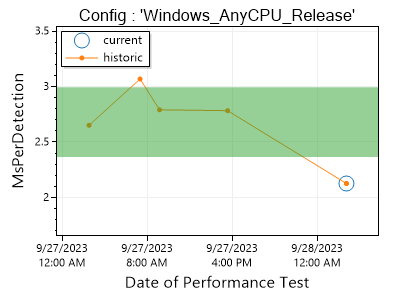 Config : 'Windows_AnyCPU_Release'
current
historic
MsPerDetection
3.5
3
2.5
2
9/27/2023 9/27/2023 9/27/2023 9/28/2023
12:00 AM 8:00 AM 4:00 PM 12:00 AM
Date of Performance Test